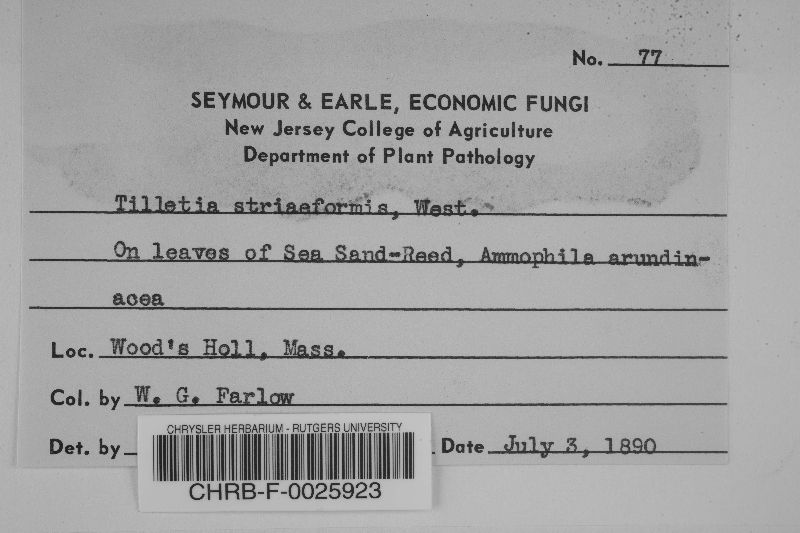 No. 77
SEYMOUR & EARLE, ECONOMIC FUNGI
New Jersey College of Agriculture
Department of Plant Pathology
Tilletia striaeformis, West.
On leaves of Sea Sand-Reed, Ammophila arundin-
acea
Loc. Wood's Holl, Mass.
Col. by W. G. Farlow
Det. by Date July 3, 1890
CHRYSLER HERBARIUM - RUTGERS UNIVERSITY
CHRB-F-0025923